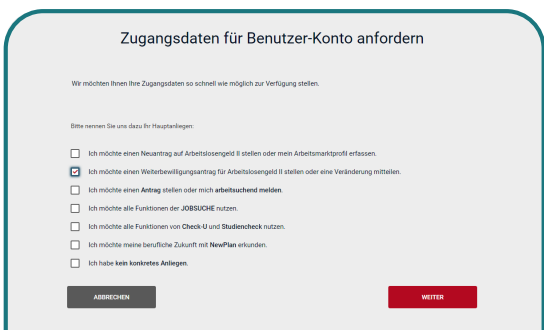 Zugangsdaten für Benutzer-Konto anfordern
Wir möchten Ihnen Ihre Zugangsdaten so schnell wie möglich zur Verfügung stellen.
Bitte nennen Sie uns dazu Ihr Hauptanliegen:
Ich möchte einen Neuantrag auf Arbeitslosengeld II stellen oder mein Arbeitsmarktprofil erfassen.
Ich möchte einen Weiterbewilligungsantrag für Arbeitslosengeld II stellen oder eine Veränderung mitteilen.
Ich möchte einen Antrag stellen oder mich arbeitsuchend melden.
Ich möchte alle Funktionen der JOBSUCHE nutzen.
Ich möchte alle Funktionen von Check-U und Studiencheck nutzen.
Ich möchte meine berufliche Zukunft mit NewPlan erkunden.
Ich habe kein konkretes Anliegen.
ABBRECHEN WEITER